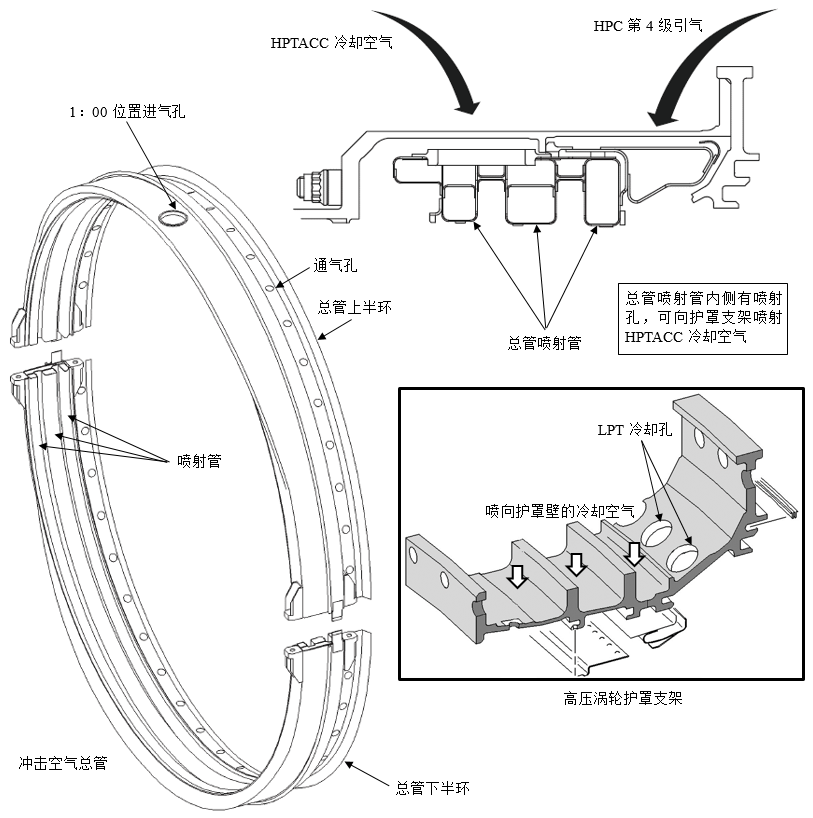 HPTACC 冷却空气
HPC 第 4 级引气
1：00 位置进气孔
通气孔
总管上半环
总管喷射管
总管喷射管内侧有喷射
孔，可向护罩支架喷射
HPTACC 冷却空气
喷射管
LPT 冷却孔
喷向护罩壁的冷却空气
高压涡轮护罩支架
冲击空气总管
总管下半环